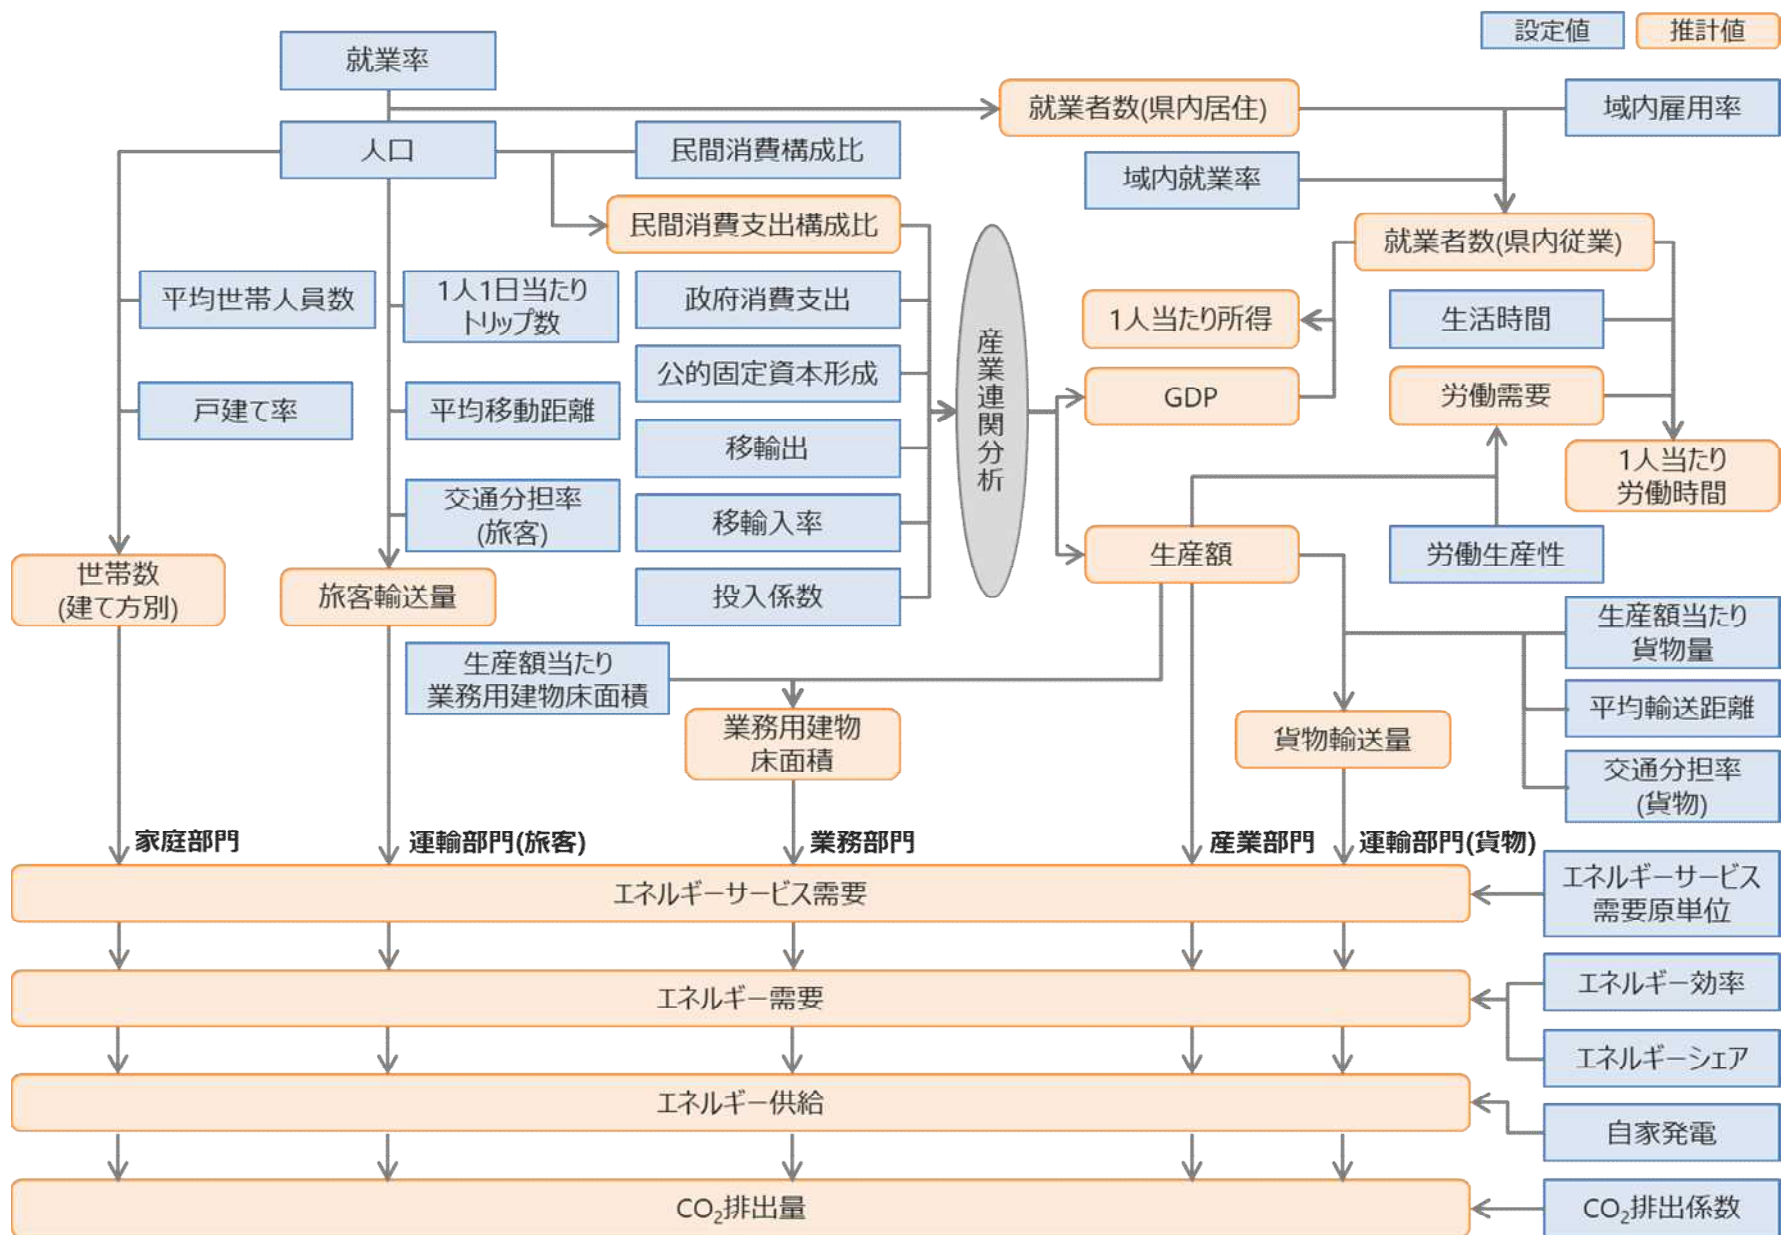 設定値
推計値
就業率
就業者数(県内居住)
域内雇用率
人口
民間消費構成比
域内就業率
民間消費支出構成比
就業者数(県内従業)
平均世帯人員数
1人1日当たり
トリップ数
政府消費支出
1人当たり所得
生活時間
産業連関分析
公的固定資本形成
GDP
労働需要
戸建て率
平均移動距離
移輸出
1人当たり
労働時間
交通分担率
(旅客)
移輸入率
生産額
労働生産性
世帯数
(建て方別)
旅客輸送量
投入係数
生産額当たり
貨物量
生産額当たり
業務用建物床面積
平均輸送距離
業務用建物
床面積
貨物輸送量
交通分担率
(貨物)
家庭部門
運輸部門(旅客)
業務部門
産業部門
運輸部門(貨物)
エネルギーサービス需要
エネルギーサービス
需要原単位
エネルギー需要
エネルギー効率
エネルギーシェア
エネルギー供給
自家発電
CO₂排出量
CO₂排出係数